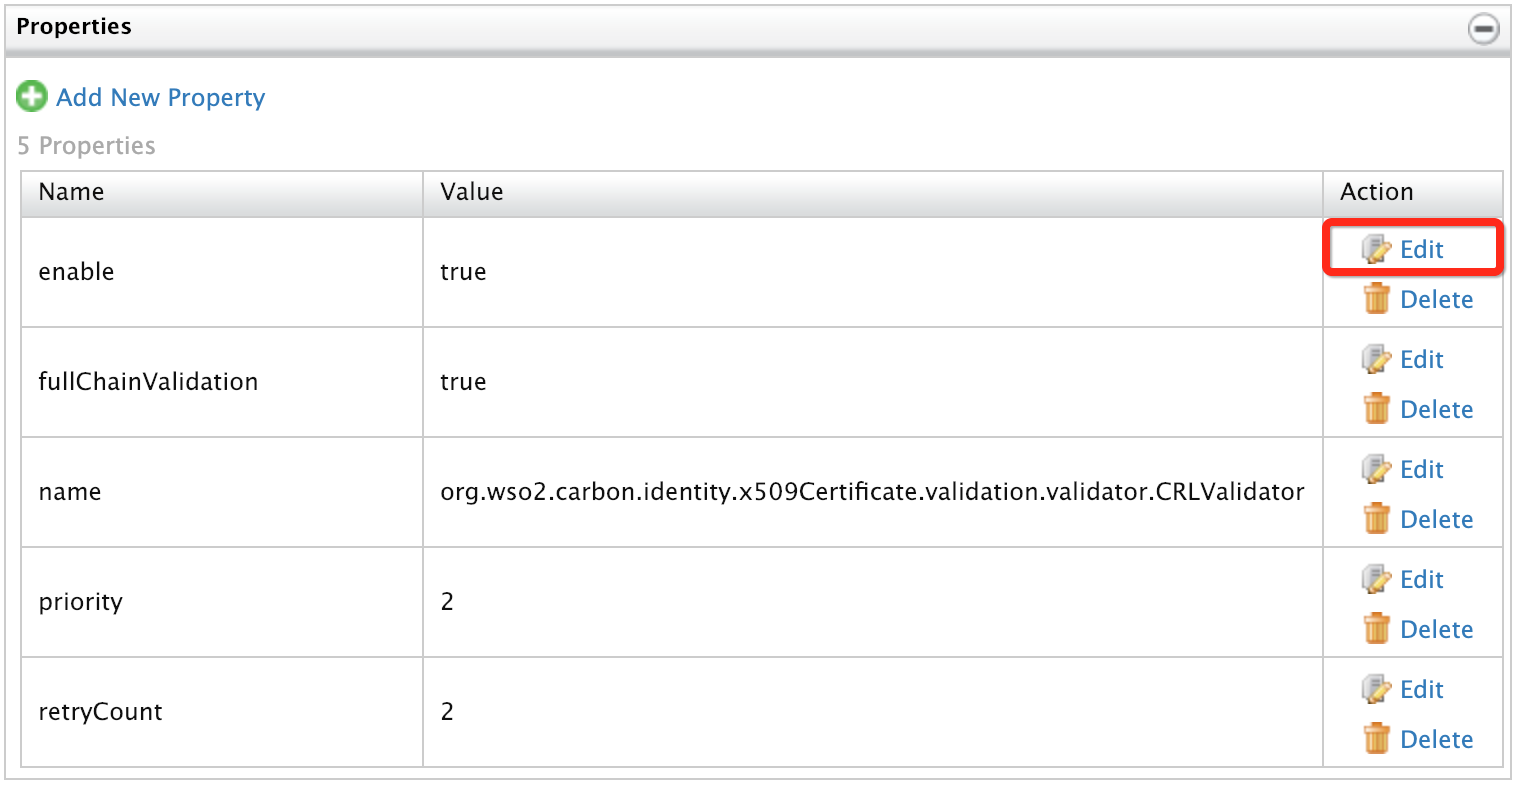 Properties
Add New Property
5 Properties
Name Value Action
enable true Edit
Delete
fullChainValidation true Edit
Delete
name org.wso2.carbon.identity.x509Certificate.validation.validator.CRLValidator Edit
Delete
priority 2 Edit
Delete
retryCount 2 Edit
Delete